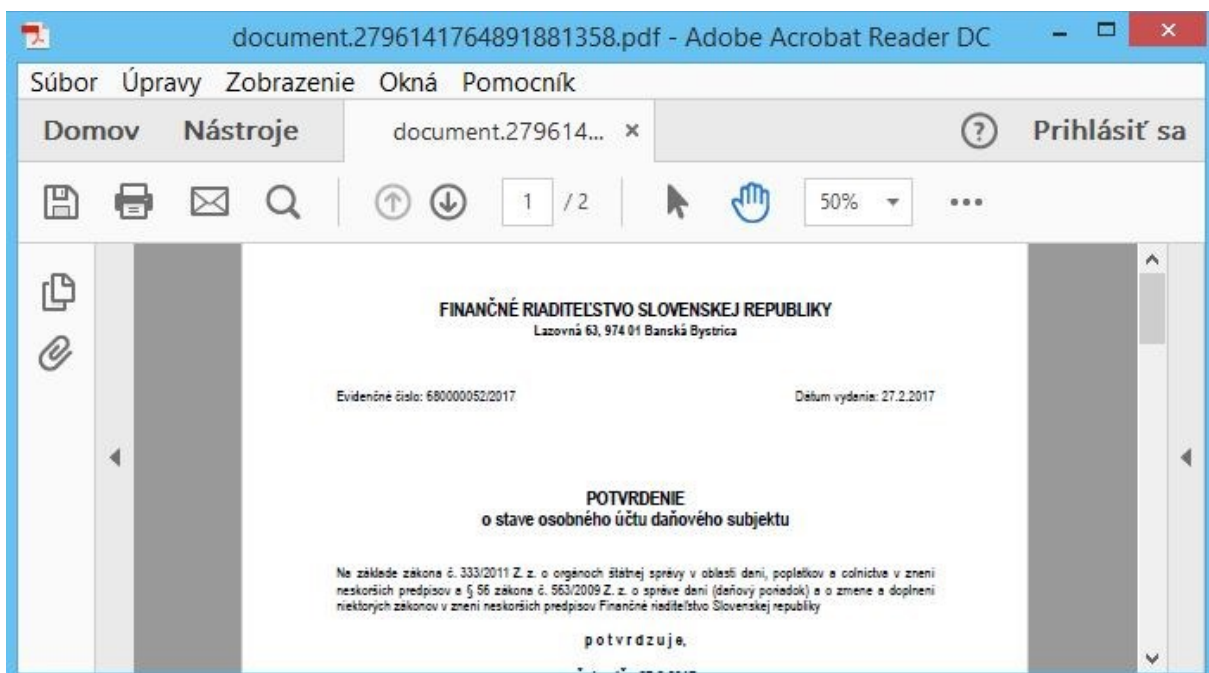 document.2796141764891881358.pdf - Adobe Acrobat Reader DC
Súbor Úpravy Zobrazenie Okná Pomocník
Domov Nástroje document.279614... Prihlásiť sa
1 / 2 50%
FINANČNÉ RIADITEĽSTVO SLOVENSKEJ REPUBLIKY
Lazovná 63, 974 01 Banská Bystrica
Evidenčné číslo: 680000052/2017 Dátum vydania: 27.2.2017
POTVRDENIE
o stave osobného účtu daňového subjektu
Na základe zákona č. 333/2011 Z. z. o orgánoch štátnej správy v oblasti daní, poplatkov a colníctva v znení
neskorších predpisov a § 56 zákona č. 563/2009 Z. z. o správe daní (daňový poriadok) a o zmene a doplnení
niektorých zákonov v znení neskorších predpisov Finančné riaditeľstvo Slovenskej republiky
potvrdzuje,